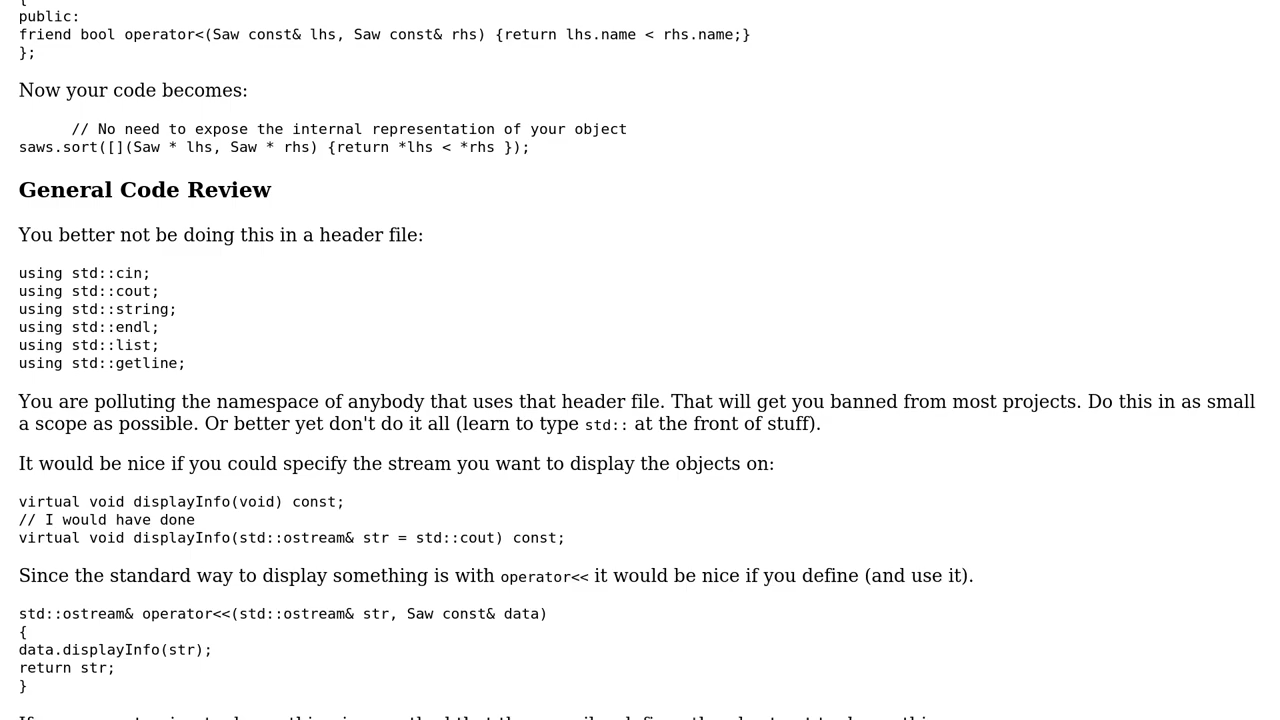 {
public:
friend bool operator<(Saw const& lhs, Saw const& rhs) {return lhs.name < rhs.name;}
};
Now your code becomes:
// No need to expose the internal representation of your object
saws.sort([](Saw * lhs, Saw * rhs) {return *lhs < *rhs });
General Code Review
You better not be doing this in a header file:
using std::cin;
using std::cout;
using std::string;
using std::endl;
using std::list;
using std::getline;
You are polluting the namespace of anybody that uses that header file. That will get you banned from most projects. Do this in as small
a scope as possible. Or better yet don't do it all (learn to type std:: at the front of stuff).
It would be nice if you could specify the stream you want to display the objects on:
virtual void displayInfo(void) const;
// I would have done
virtual void displayInfo(std::ostream& str = std::cout) const;
Since the standard way to display something is with operator<< it would be nice if you define (and use it).
std::ostream& operator<<(std::ostream& str, Saw const& data)
{
data.displayInfo(str);
return str;
}